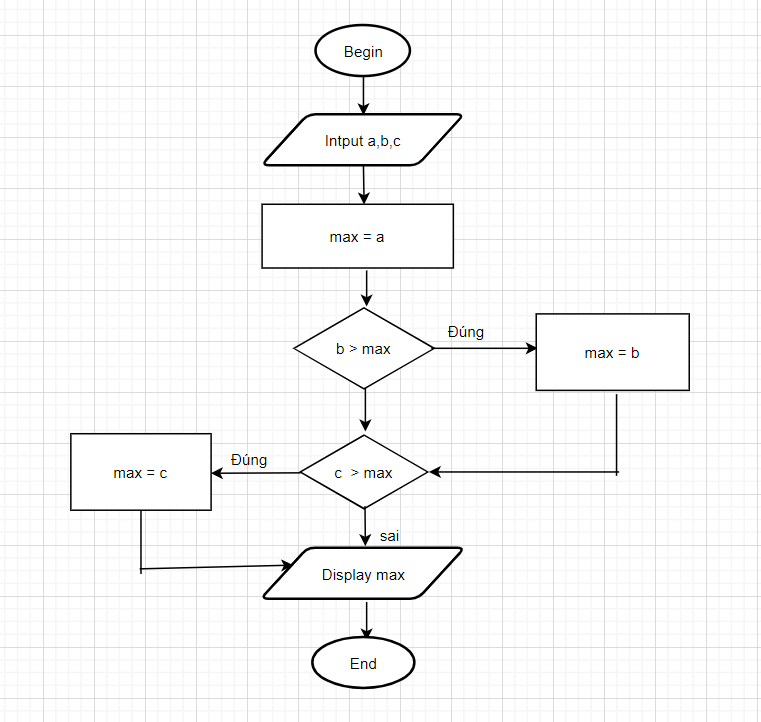 Begin
Intput a,b,c
max = a
b > max
Đúng
max = b
c > max
Đúng
max = c
sai
Display max
End